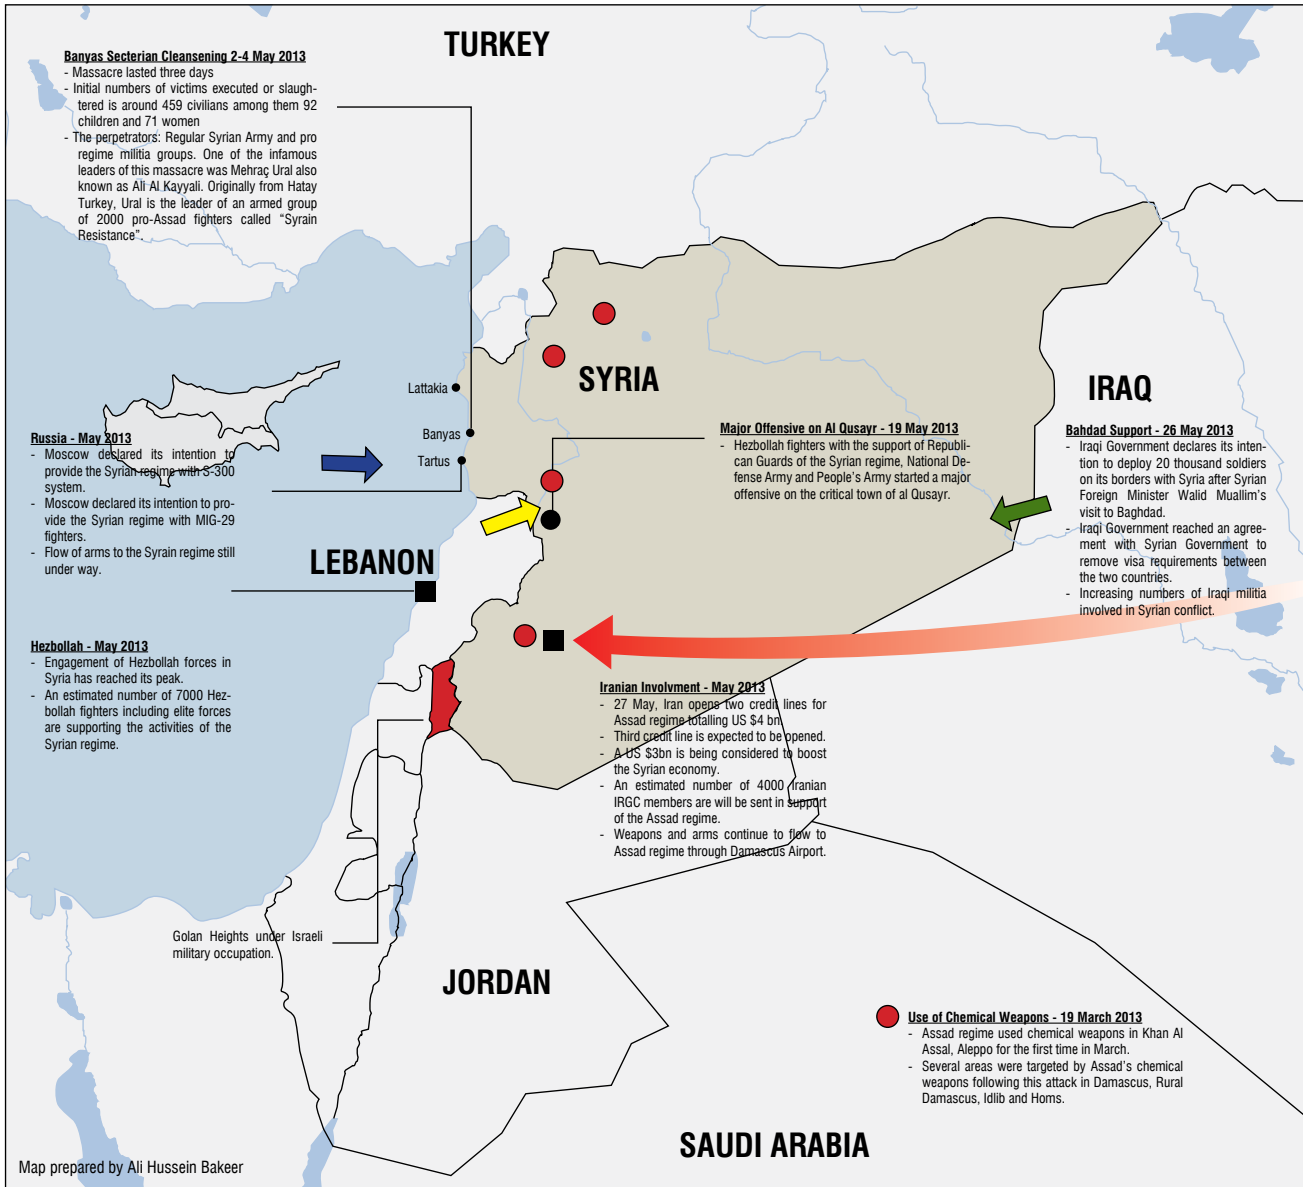 TURKEY
Banyas Secterian Cleansening 2-4 May 2013
- Massacre lasted three days
- Initial numbers of victims executed or slaugh-
tered is around 459 civilians among them 92
children and 71 women
- The perpetrators: Regular Syrian Army and pro
regime militia groups. One of the infamous
leaders of this massacre was Mehraç Ural also
known as Ali Al Kayyali. Originally from Hatay
Turkey, Ural is the leader of an armed group
of 2000 pro-Assad fighters called “Syrain
Resistance”.
SYRIA
IRAQ
Lattakia
Banyas
Tartus
Russia - May 2013
- Moscow declared its intention to
provide the Syrian regime with S-300
system.
- Moscow declared its intention to pro-
vide the Syrian regime with MIG-29
fighters.
- Flow of arms to the Syrain regime still
under way.
Major Offensive on Al Qusayr - 19 May 2013
- Hezbollah fighters with the support of Republi-
can Guards of the Syrian regime, National De-
fense Army and People’s Army started a major
offensive on the critical town of al Qusayr.
Bahdad Support - 26 May 2013
- Iraqi Government declares its inten-
tion to deploy 20 thousand soldiers
on its borders with Syria after Syrian
Foreign Minister Walid Muallim’s
visit to Baghdad.
- Iraqi Government reached an agree-
ment with Syrian Government to
remove visa requirements between
the two countries.
- Increasing numbers of Iraqi militia
involved in Syrian conflict.
LEBANON
Hezbollah - May 2013
- Engagement of Hezbollah forces in
Syria has reached its peak.
- An estimated number of 7000 Hez-
bollah fighters including elite forces
are supporting the activities of the
Syrian regime.
Iranian Involvment - May 2013
- 27 May, Iran opens two credit lines for
Assad regime totalling US $4 bn.
- Third credit line is expected to be opened.
- A US $3bn is being considered to boost
the Syrian economy.
- An estimated number of 4000 Iranian
IRGC members are will be sent in support
of the Assad regime.
- Weapons and arms continue to flow to
Assad regime through Damascus Airport.
Golan Heights under Israeli
military occupation.
JORDAN
Use of Chemical Weapons - 19 March 2013
- Assad regime used chemical weapons in Khan Al
Assal, Aleppo for the first time in March.
- Several areas were targeted by Assad’s chemical
weapons following this attack in Damascus, Rural
Damascus, Idlib and Homs.
SAUDI ARABIA
Map prepared by Ali Hussein Bakeer